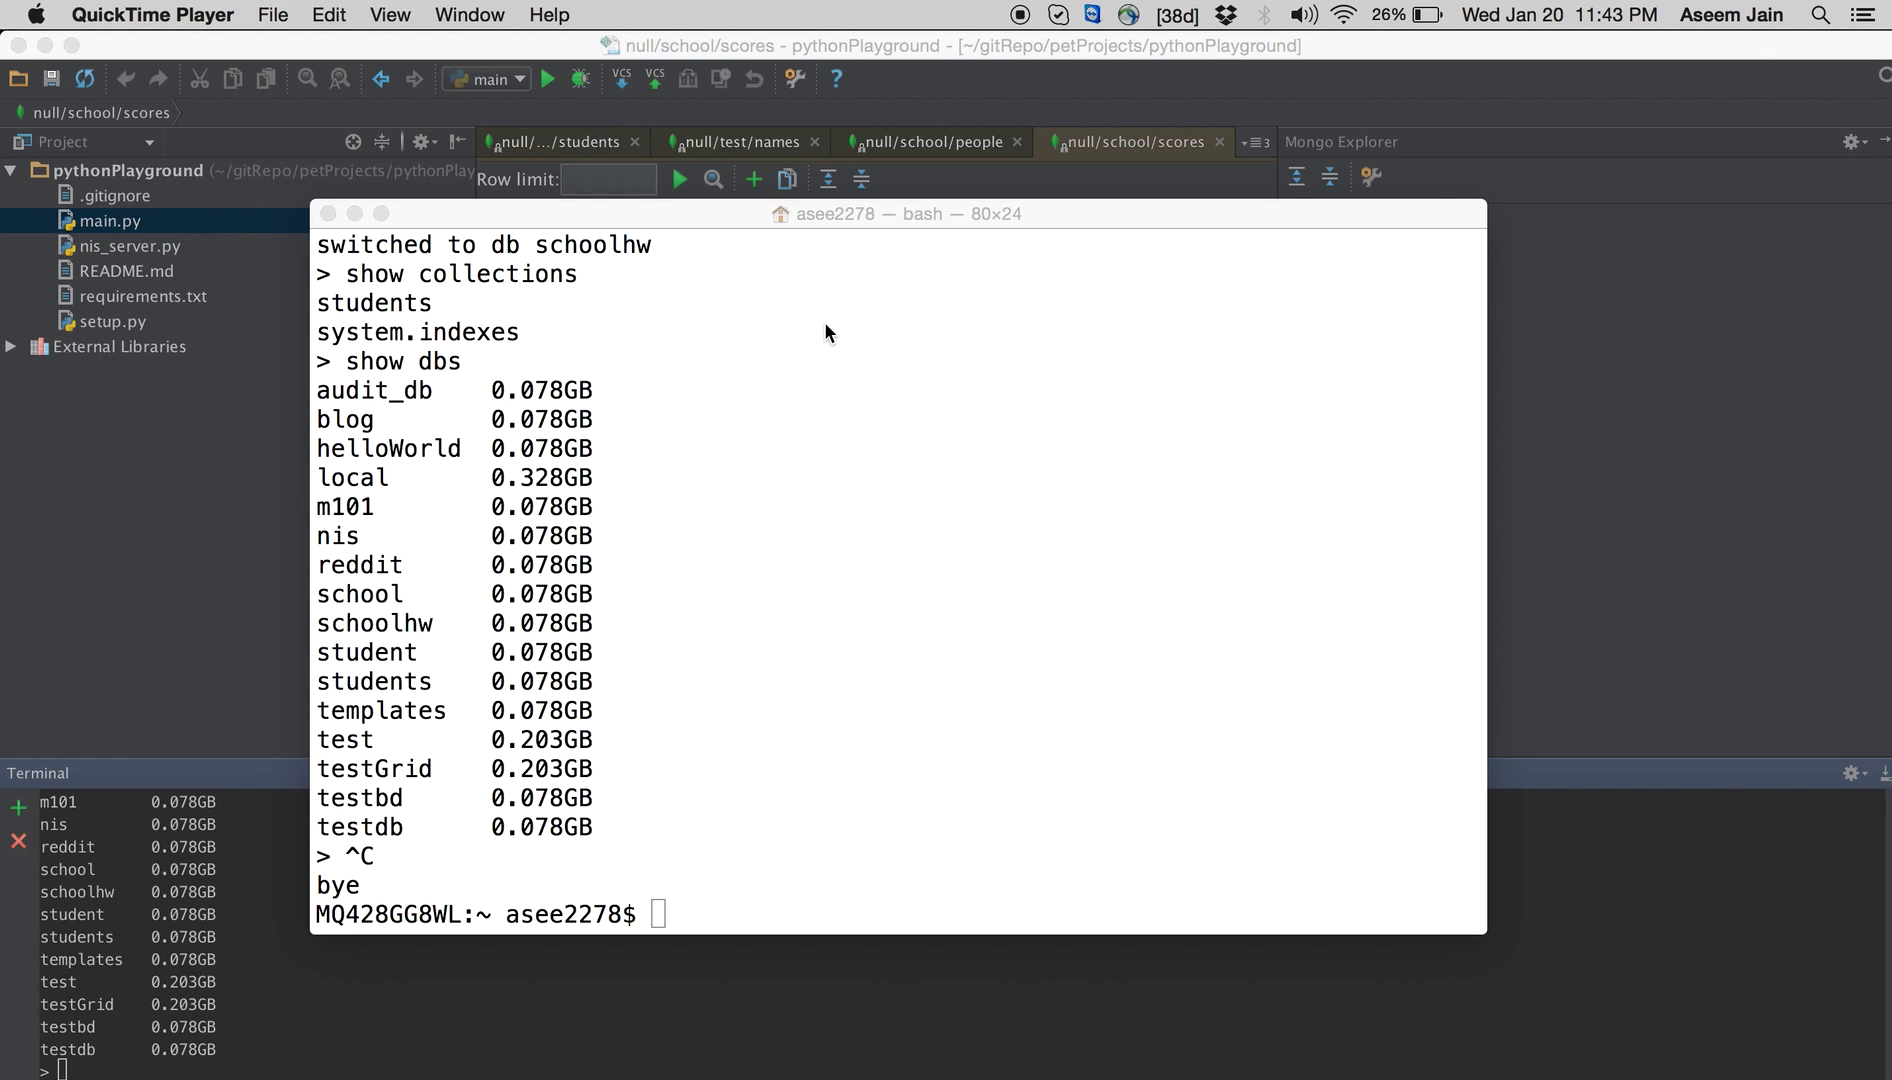 QuickTime Player File Edit View Window Help [38d] 26% Wed Jan 20 11:43 PM Aseem Jain
null/school/scores - pythonPlayground - [~/gitRepo/petProjects/pythonPlayground]
main VCS VCS ?
null/school/scores
Project null/.../students null/test/names null/school/people null/school/scores 3 Mongo Explorer
pythonPlayground (~/gitRepo/petProjects/pythonPlay
Row limit:
.gitignore
main.py
nis_server.py
README.md
requirements.txt
setup.py
External Libraries
asee2278 — bash — 80×24
switched to db schoolhw
> show collections
students
system.indexes
> show dbs
audit_db 0.078GB
blog 0.078GB
helloWorld 0.078GB
local 0.328GB
m101 0.078GB
nis 0.078GB
reddit 0.078GB
school 0.078GB
schoolhw 0.078GB
student 0.078GB
students 0.078GB
templates 0.078GB
test 0.203GB
testGrid 0.203GB
testbd 0.078GB
testdb 0.078GB
> ^C
bye
MQ428GG8WL:~ asee2278$
Terminal
m101 0.078GB
nis 0.078GB
reddit 0.078GB
school 0.078GB
schoolhw 0.078GB
student 0.078GB
students 0.078GB
templates 0.078GB
test 0.203GB
testGrid 0.203GB
testbd 0.078GB
testdb 0.078GB
>